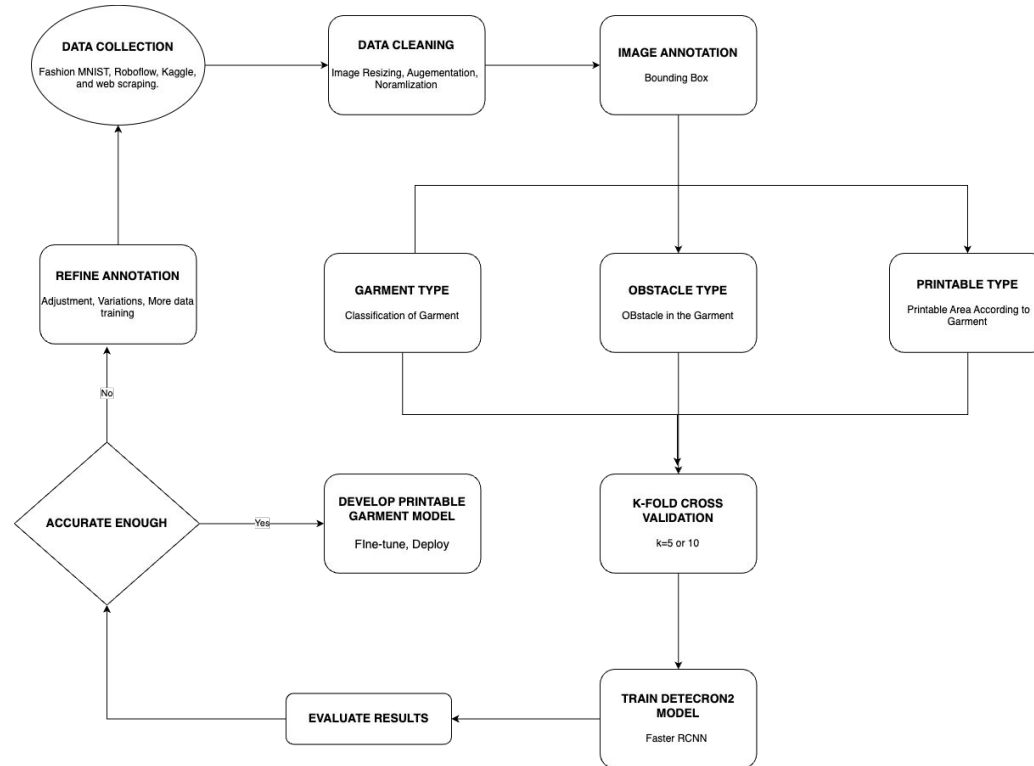 DATA COLLECTION
Fashion MNIST, Roboflow, Kaggle,
and web scraping.
DATA CLEANING
Image Resizing, Augementation,
Noramlization
IMAGE ANNOTATION
Bounding Box
REFINE ANNOTATION
Adjustment, Variations, More data
training
GARMENT TYPE
Classification of Garment
OBSTACLE TYPE
OBstacle in the Garment
PRINTABLE TYPE
Printable Area According to
Garment
No
ACCURATE ENOUGH
Yes
DEVELOP PRINTABLE
GARMENT MODEL
FIne-tune, Deploy
K-FOLD CROSS
VALIDATION
k=5 or 10
EVALUATE RESULTS
TRAIN DETECRON2
MODEL
Faster RCNN